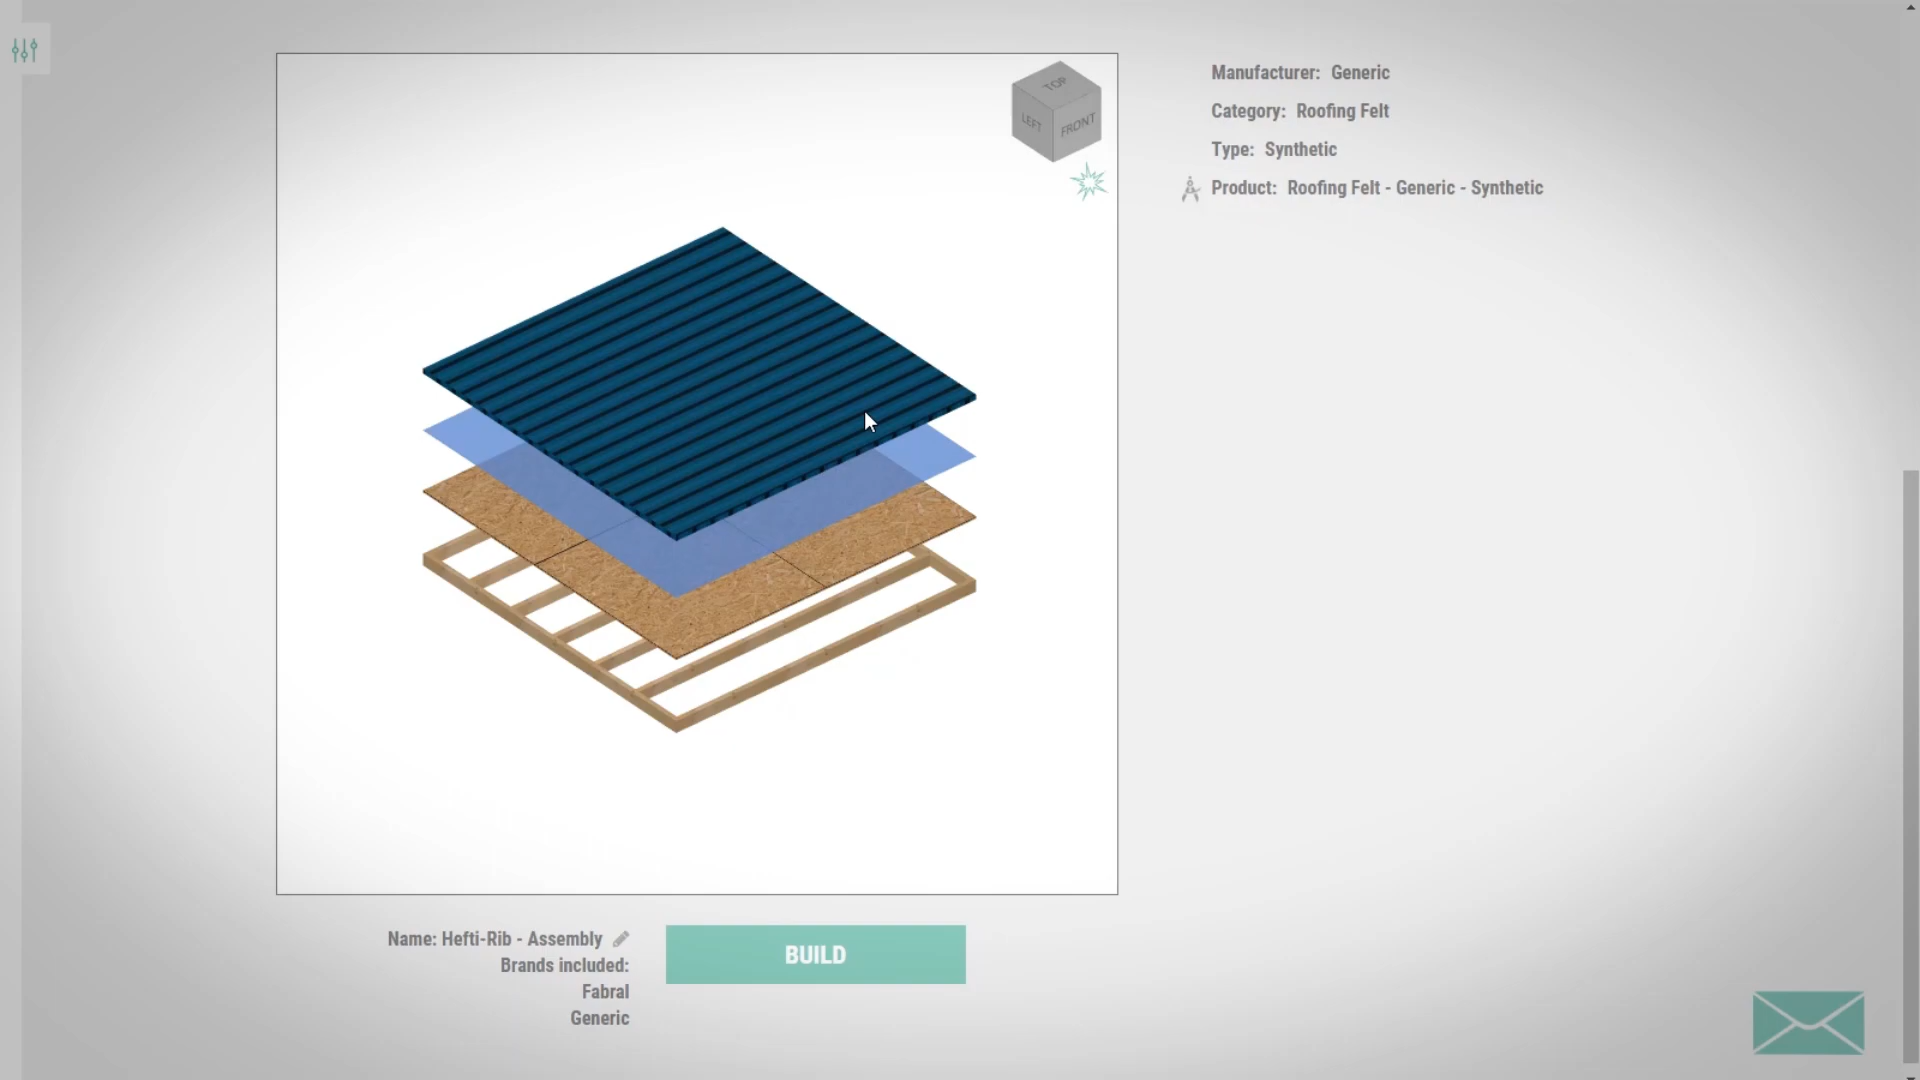 TOP
LEFT
FRONT
Manufacturer: Generic
Category: Roofing Felt
Type: Synthetic
Product: Roofing Felt - Generic - Synthetic
Name: Hefti-Rib - Assembly
Brands included:
Fabral
Generic
BUILD